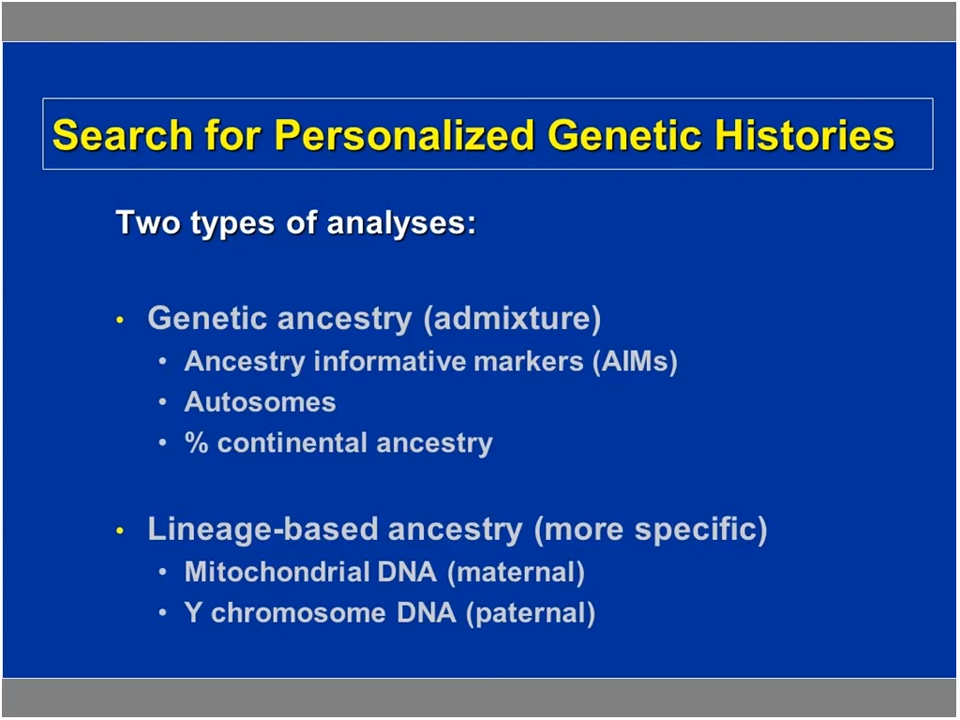 Search for Personalized Genetic Histories
Two types of analyses:
• Genetic ancestry (admixture)
• Ancestry informative markers (AIMs)
• Autosomes
• % continental ancestry
• Lineage-based ancestry (more specific)
• Mitochondrial DNA (maternal)
• Y chromosome DNA (paternal)